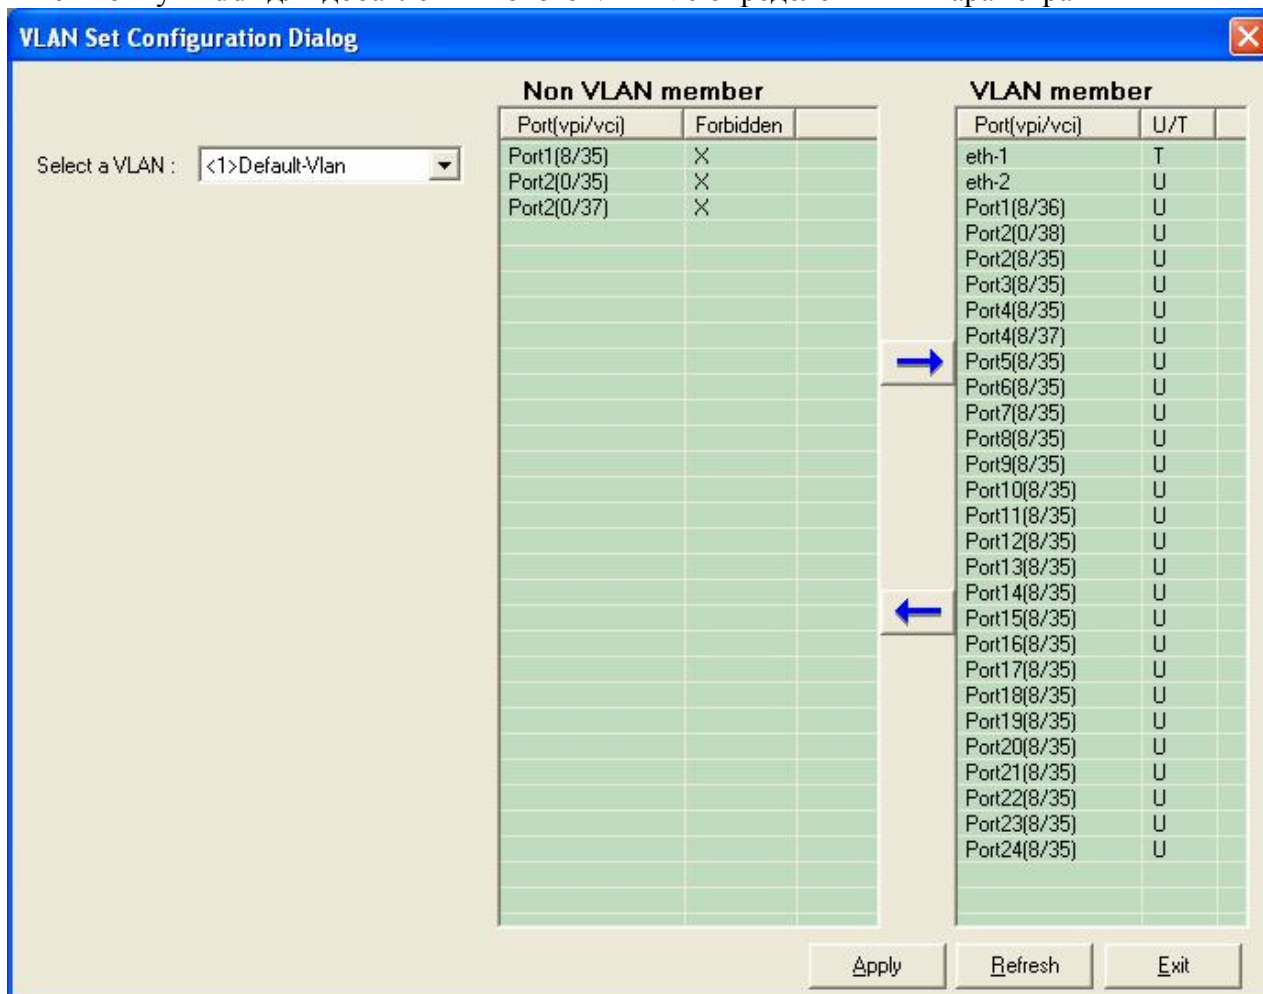 VLAN Set Configuration Dialog
Select a VLAN : <1>Default-Vlan
Non VLAN member
Port(vpi/vci) Forbidden
Port1(8/35) X
Port2(0/35) X
Port2(0/37) X
VLAN member
Port(vpi/vci) U/T
eth-1 T
eth-2 U
Port1(8/36) U
Port2(0/38) U
Port2(8/35) U
Port3(8/35) U
Port4(8/35) U
Port4(8/37) U
Port5(8/35) U
Port6(8/35) U
Port7(8/35) U
Port8(8/35) U
Port9(8/35) U
Port10(8/35) U
Port11(8/35) U
Port12(8/35) U
Port13(8/35) U
Port14(8/35) U
Port15(8/35) U
Port16(8/35) U
Port17(8/35) U
Port18(8/35) U
Port19(8/35) U
Port20(8/35) U
Port21(8/35) U
Port22(8/35) U
Port23(8/35) U
Port24(8/35) U
Apply Refresh Exit